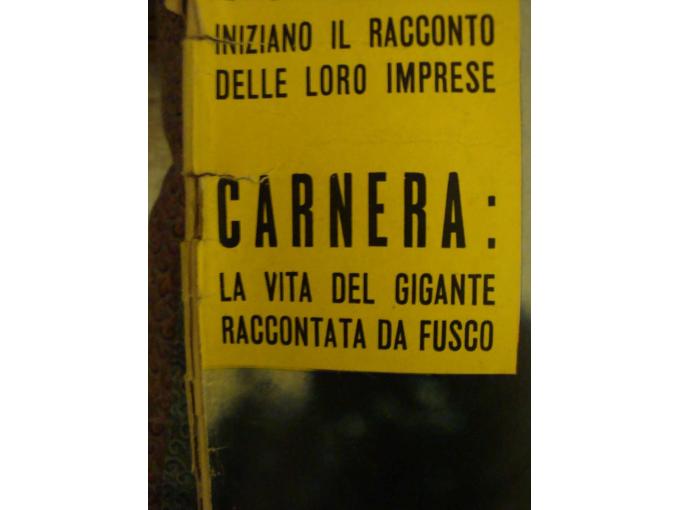 INIZIANO IL RACCONTO
DELLE LORO IMPRESE
CARNERA:
LA VITA DEL GIGANTE
RACCONTATA DA FUSCO